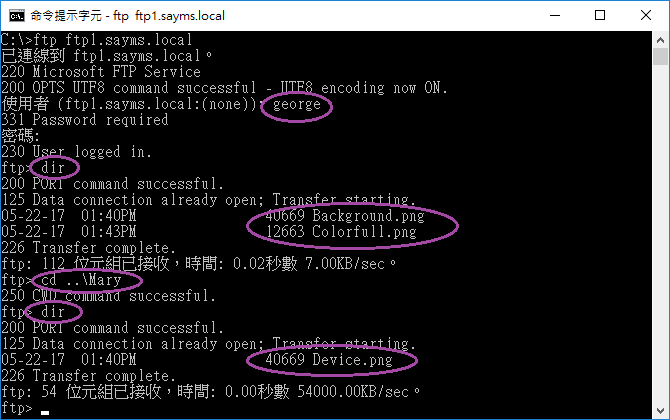 命令提示字元 - ftp ftp1.sayms.local
C:\>ftp ftp1.sayms.local
已連線到 ftp1.sayms.local。
220 Microsoft FTP Service
200 OPTS UTF8 command successful - UTF8 encoding now ON.
使用者 (ftp1.sayms.local:(none)): george
331 Password required
密碼:
230 User logged in.
ftp> dir
200 PORT command successful.
125 Data connection already open; Transfer starting.
05-22-17  01:40PM                40669 Background.png
05-22-17  01:43PM                12663 Colorfull.png
226 Transfer complete.
ftp: 112 位元組已接收，時間: 0.02秒數 7.00KB/sec。
ftp> cd ..\Mary
250 CWD command successful.
ftp> dir
200 PORT command successful.
125 Data connection already open; Transfer starting.
05-22-17  01:40PM                40669 Device.png
226 Transfer complete.
ftp: 54 位元組已接收，時間: 0.00秒數 54000.00KB/sec。
ftp>